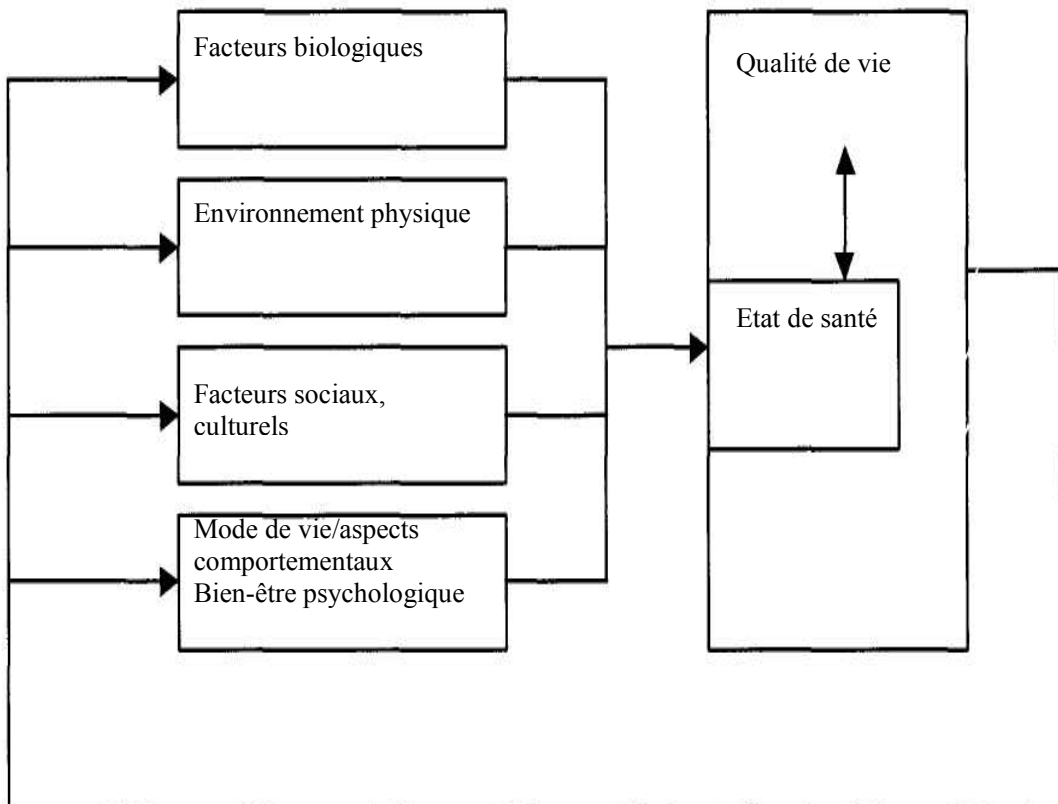 Facteurs biologiques
Qualité de vie
Environnement physique
Etat de santé
Facteurs sociaux,
culturels
Mode de vie/aspects
comportementaux
Bien-être psychologique